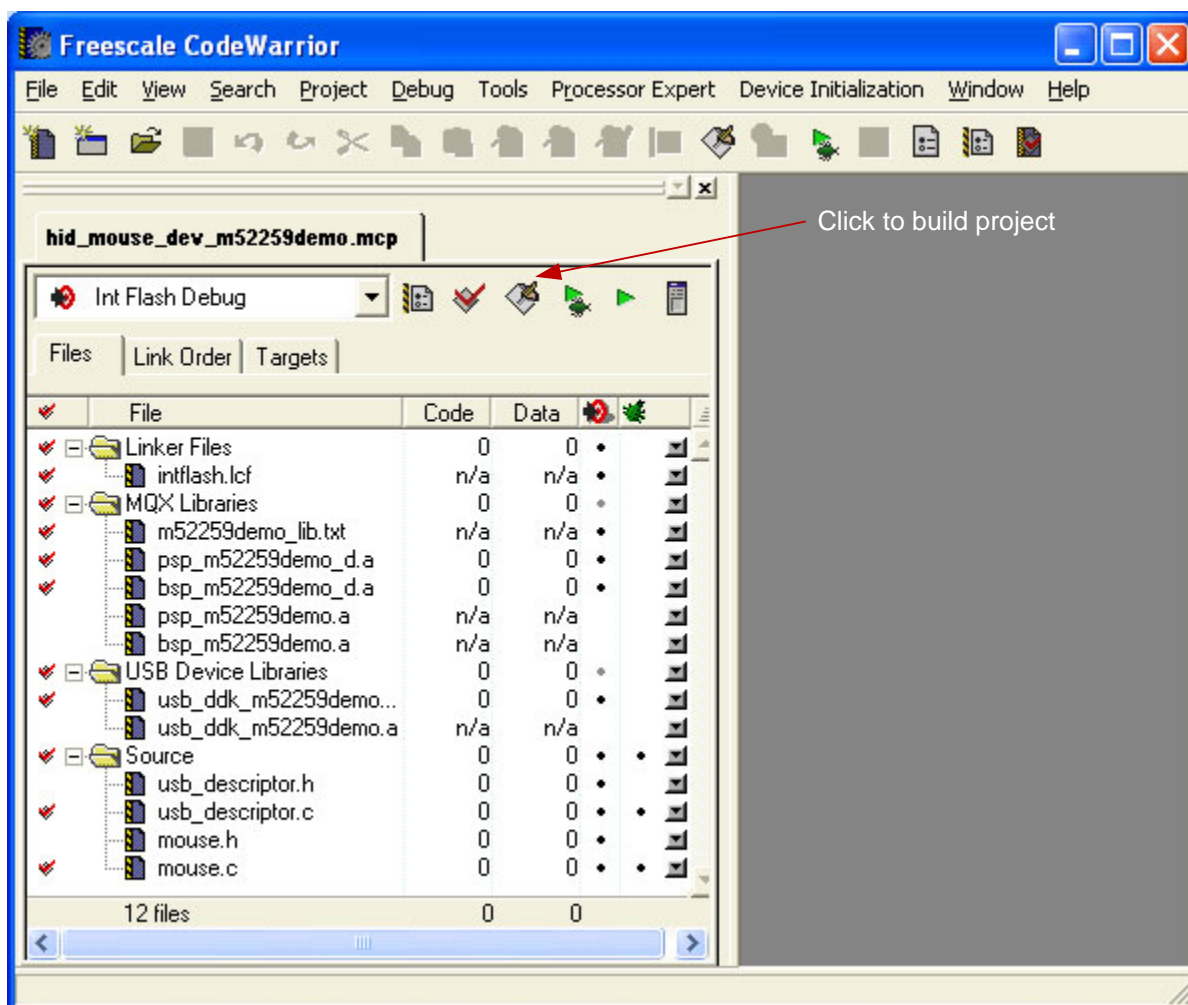 Freescale CodeWarrior
File Edit View Search Project Debug Tools Processor Expert Device Initialization Window Help
hid_mouse_dev_m52259demo.mcp
Click to build project
Int Flash Debug
Files Link Order Targets
File Code Data
Linker Files 0 0
intflash.lcf n/a n/a
MQX Libraries 0 0
m52259demo_lib.txt n/a n/a
psp_m52259demo_d.a 0 0
bsp_m52259demo_d.a 0 0
psp_m52259demo.a n/a n/a
bsp_m52259demo.a n/a n/a
USB Device Libraries 0 0
usb_ddk_m52259demo... 0 0
usb_ddk_m52259demo.a n/a n/a
Source 0 0
usb_descriptor.h 0 0
usb_descriptor.c 0 0
mouse.h 0 0
mouse.c 0 0
12 files 0 0